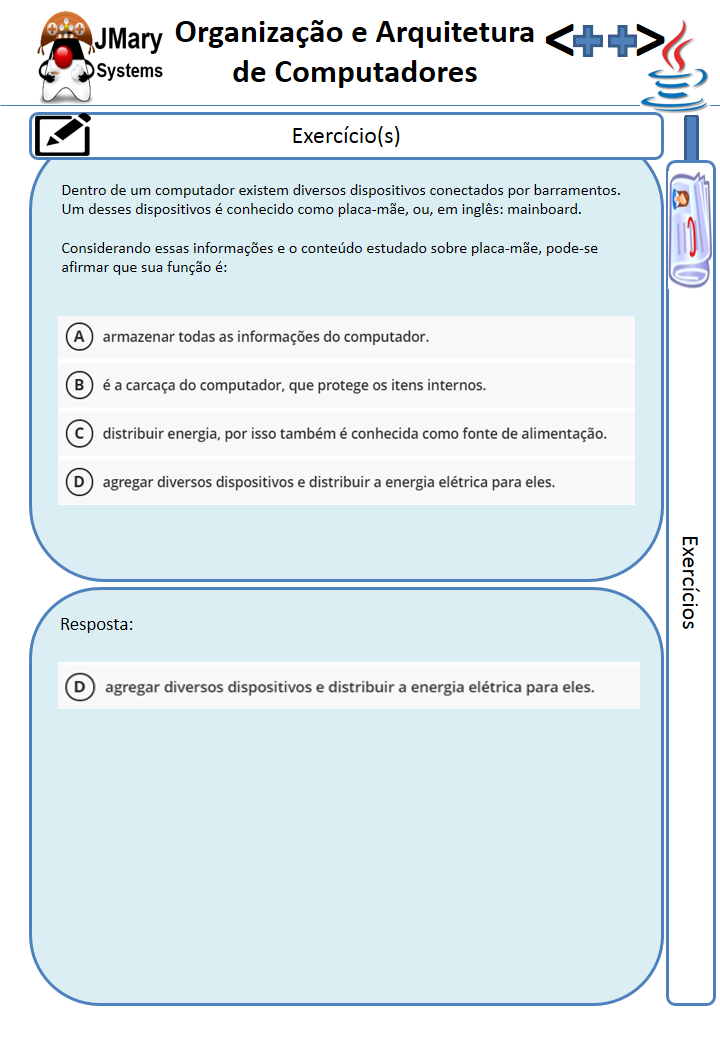 JMary
Systems
Organização e Arquitetura
de Computadores
<++>
Exercício(s)
Dentro de um computador existem diversos dispositivos conectados por barramentos.
Um desses dispositivos é conhecido como placa-mãe, ou, em inglês: mainboard.
Considerando essas informações e o conteúdo estudado sobre placa-mãe, pode-se
afirmar que sua função é:
A armazenar todas as informações do computador.
B é a carcaça do computador, que protege os itens internos.
C distribuir energia, por isso também é conhecida como fonte de alimentação.
D agregar diversos dispositivos e distribuir a energia elétrica para eles.
Exercícios
Resposta:
D agregar diversos dispositivos e distribuir a energia elétrica para eles.